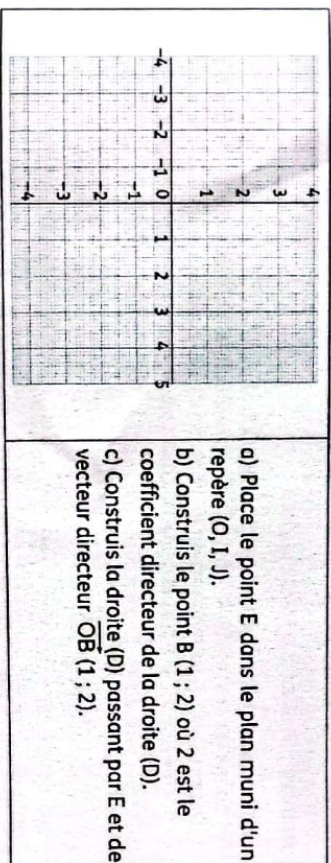 a) Place le point E dans le plan muni d'un
repère (O, I, J).
b) Construis le point B (1 ; 2) où 2 est le
coefficient directeur de la droite (D).
c) Construis la droite (D) passant par E et de
vecteur directeur OB (1 ; 2).
4
3
2
1
-4 -3 -2 -1 0 1 2 3 4 5
-1
-2
-3
-4